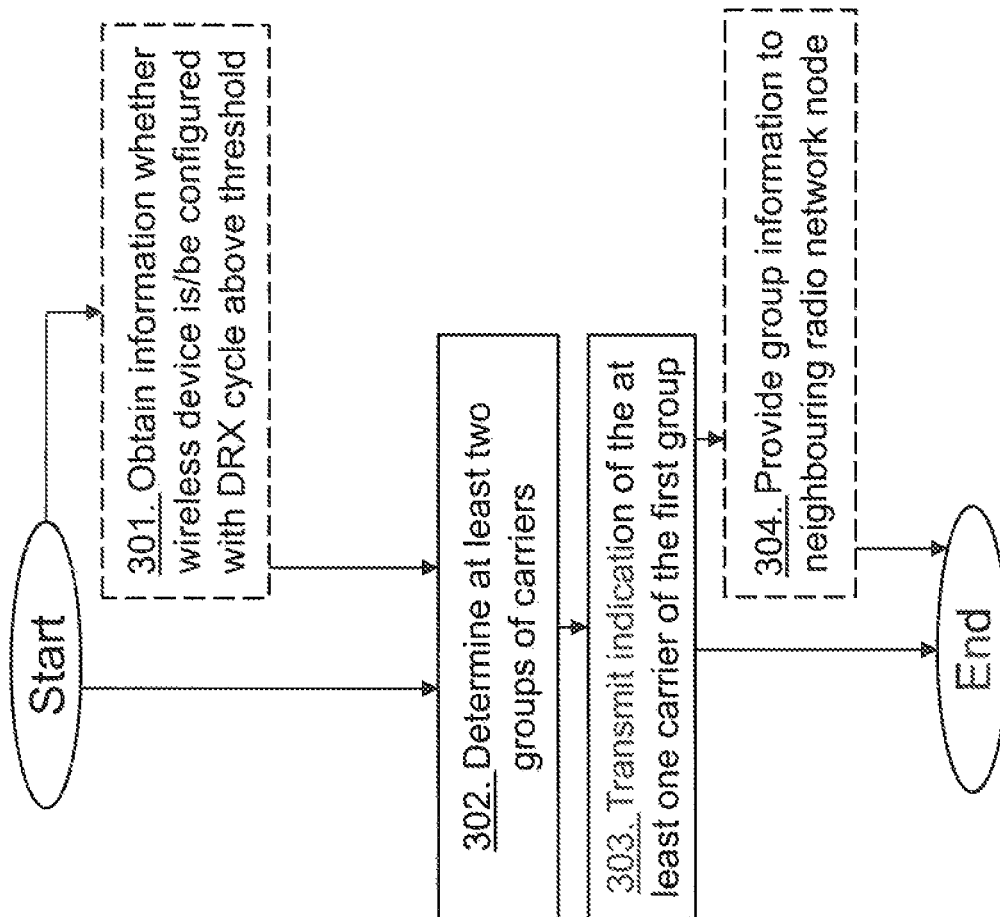 Start
301. Obtain information whether
wireless device is/be configured
with DRX cycle above threshold
302. Determine at least two
groups of carriers
303. Transmit indication of the at
least one carrier of the first group
304. Provide group information to
neighbouring radio network node
End